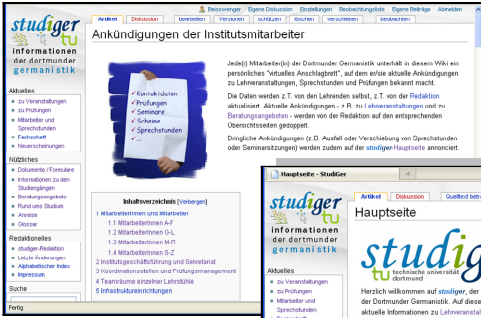 Beisswenger Eigene Diskussion Einstellungen Beobachtungsliste Eigene Beiträge Abmelden
Artikel Diskussion bearbeiten Versionen schützen löschen verschieben beobachten
studiger
tu
informationen
der dortmunder
germanistik
Aktuelles
zu Veranstaltungen
zu Prüfungen
Mitarbeiter und
Sprechstunden
Fachschaft
Neuerscheinungen
Nützliches
Dokumente / Formulare
Informationen zu den
Studiengängen
Beratungsangebote
Rund ums Studium
Anreise
Glossar
Redaktionelles
studiger-Redaktion
Letzte Änderungen
Alphabetischer Index
Impressum
Suche
Fertig
Ankündigungen der Institutsmitarbeiter
✓Kontaktdaten
✓Prüfungen
✓Seminare
✓Scheine
✓Sprechstunden
✓...
Jede(r) Mitarbeiter(in) der Dortmunder Germanistik unterhält in diesem Wiki ein
persönliches "virtuelles Anschlagbrett", auf dem er/sie aktuelle Ankündigungen
zu Lehrveranstaltungen, Sprechstunden und Prüfungen bekannt macht.
Die Daten werden z.T. von den Lehrenden selbst, z.T. von der Redaktion
aktualisiert. Aktuelle Ankündigungen - z.B. zu Lehrveranstaltungen und zu
Beratungsangeboten - werden von der Redaktion auf den entsprechenden
Übersichtsseiten gedoppelt.
Dringliche Ankündigungen (z.B. Ausfall oder Verschiebung von Sprechstunden
oder Seminarsitzungen) werden zudem auf der studiger-Hauptseite annonciert.
Inhaltsverzeichnis [Verbergen]
1 MitarbeiterInnen und Mitarbeiter
1.1 MitarbeiterInnen A-F
1.2 MitarbeiterInnen G-L
1.3 MitarbeiterInnen M-R
1.4 MitarbeiterInnen S-Z
2 Institutsgeschäftsführung und Sekretariat
3 Koordinationsstellen und Prüfungsmanagement
4 Teamräume einzelner Lehrstühle
5 Infrastruktureinrichtungen
Hauptseite - StudiGer
Artikel Diskussion Quelltext betr
studiger
tu
informationen
der dortmunder
germanistik
Aktuelles
zu Veranstaltungen
zu Prüfungen
Mitarbeiter und
Sprechstunden
Hauptseite
studig
tu technische universität
dortmund
Herzlich willkommen auf studiger, der
der Dortmunder Germanistik. Auf diese
aktuelle Informationen zu Lehrveranstal